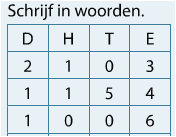 Schrijf in woorden.
D H T E
2 1 0 3
1 1 5 4
1 0 0 6